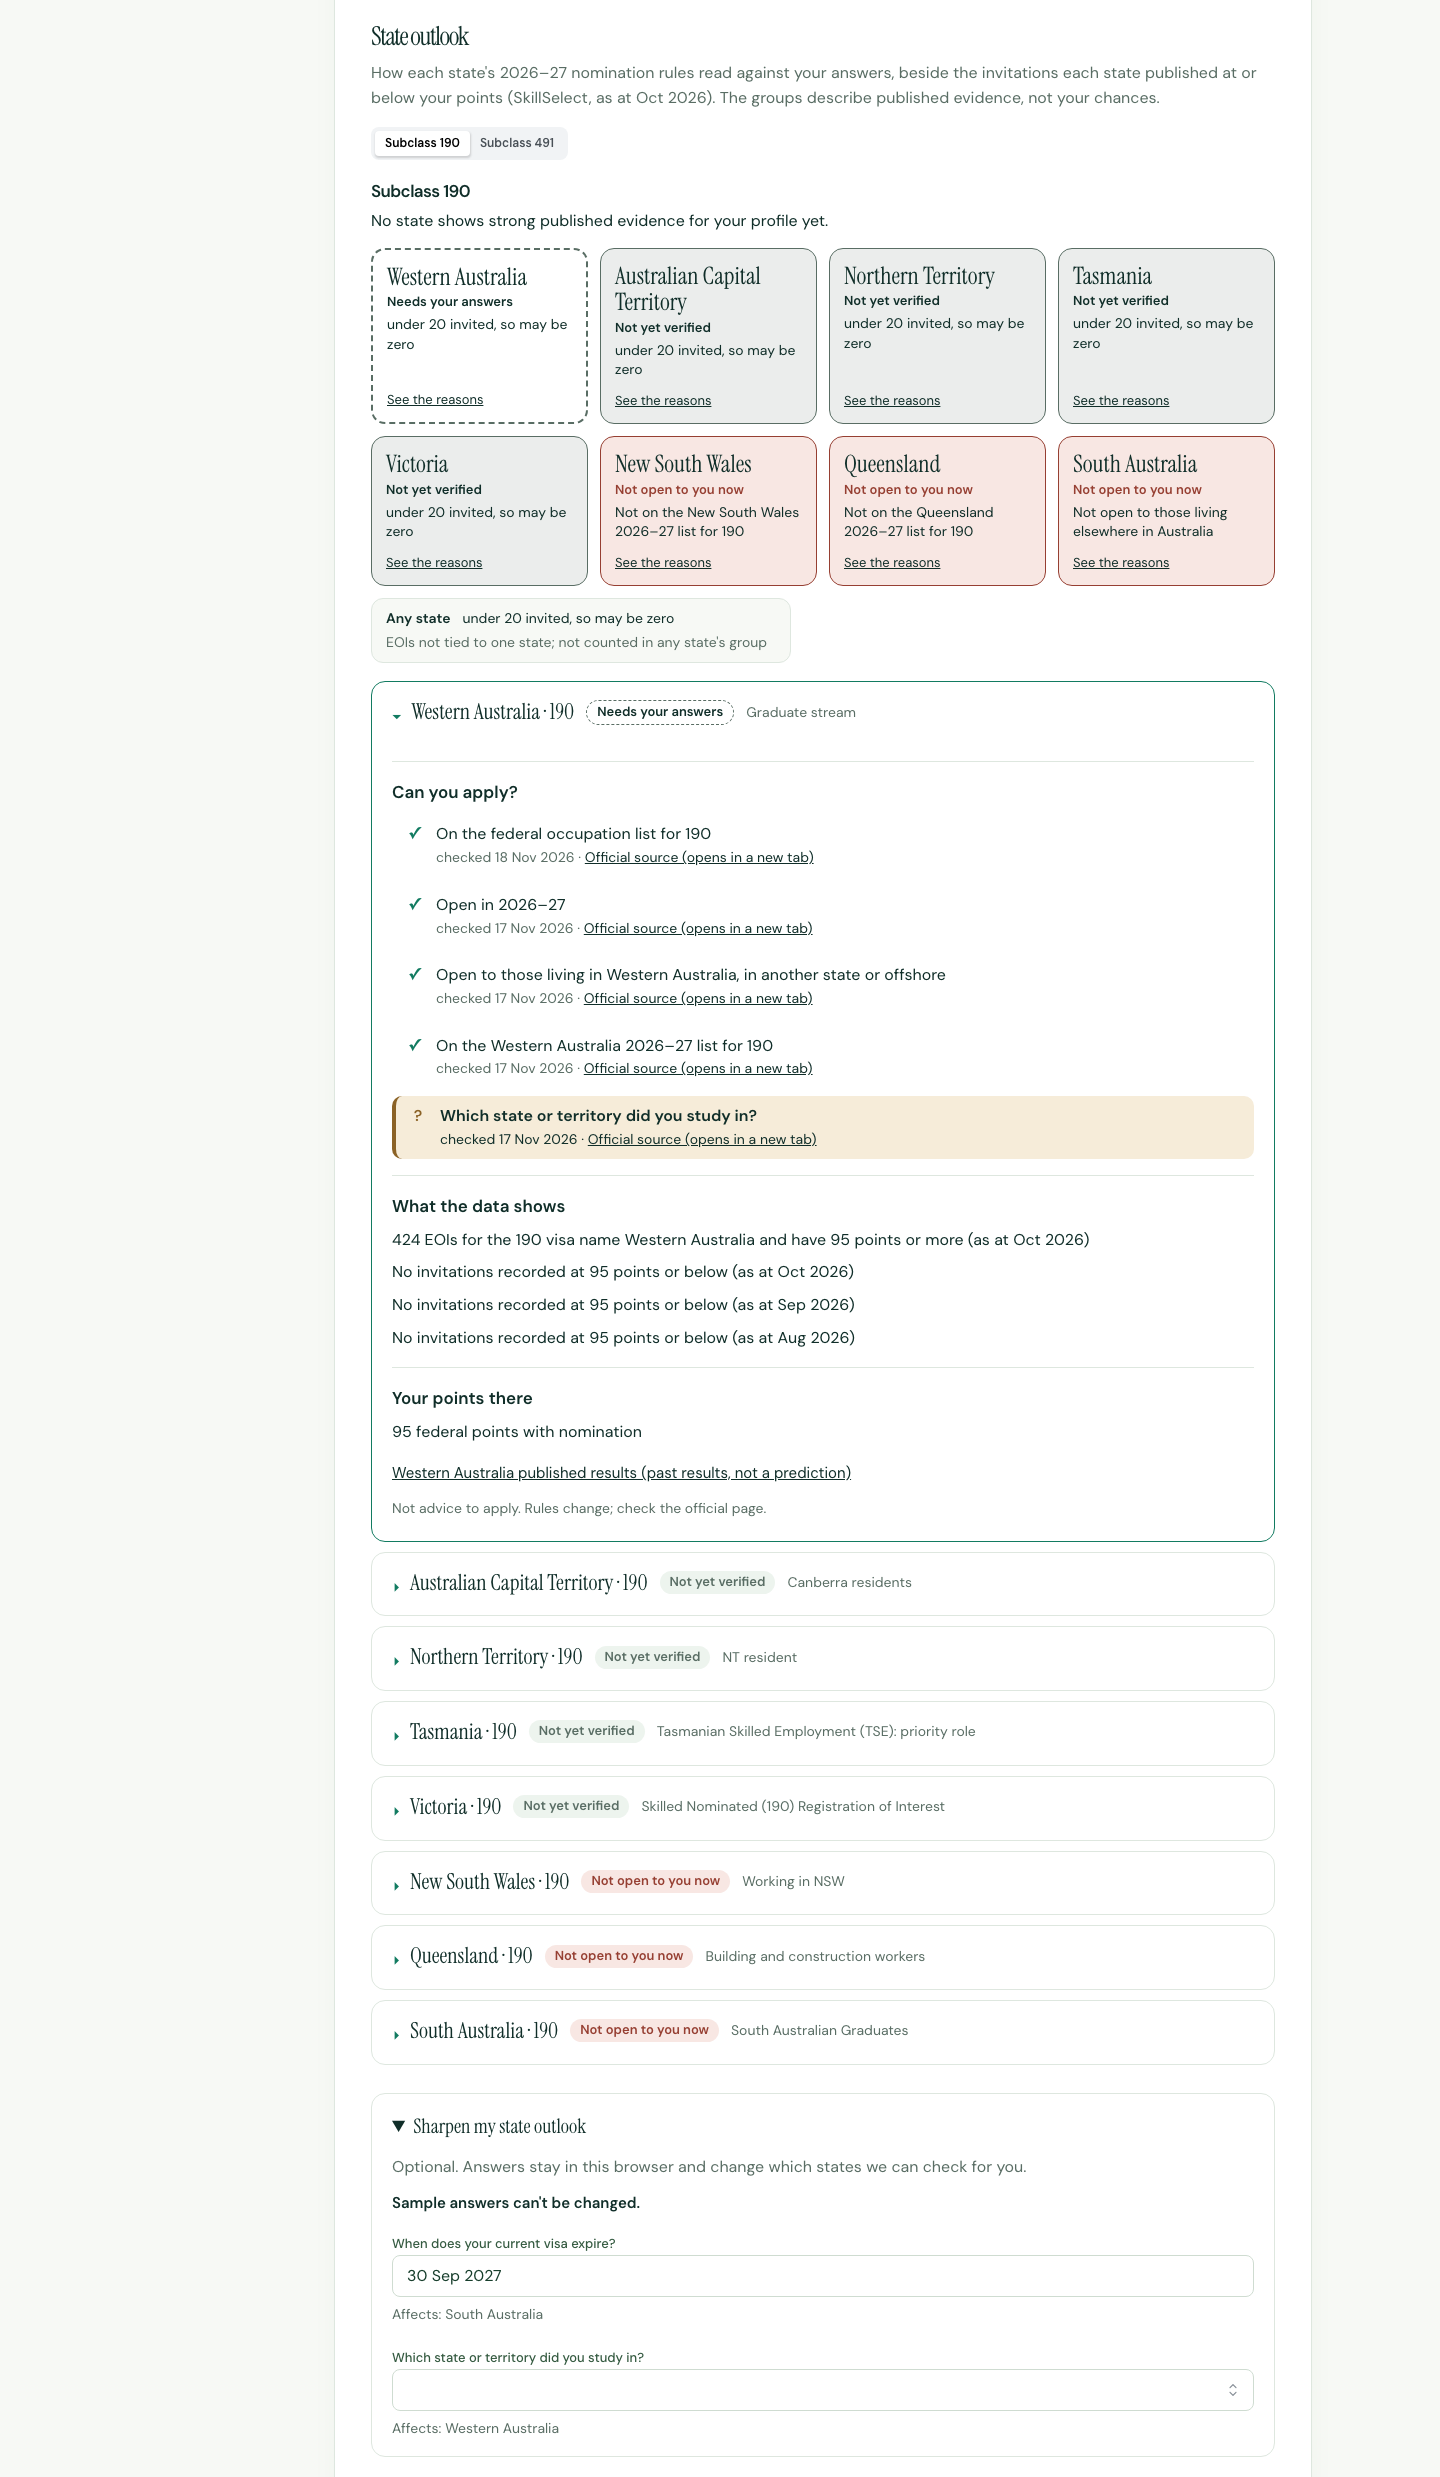 State outlook
How each state's 2026–27 nomination rules read against your answers, beside the invitations each state published at or
below your points (SkillSelect, as at Oct 2026). The groups describe published evidence, not your chances.
Subclass 190
Subclass 491
Subclass 190
No state shows strong published evidence for your profile yet.
Western Australia
Needs your answers
under 20 invited, so may be
zero
See the reasons
Australian Capital
Territory
Not yet verified
under 20 invited, so may be
zero
See the reasons
Northern Territory
Not yet verified
under 20 invited, so may be
zero
See the reasons
Tasmania
Not yet verified
under 20 invited, so may be
zero
See the reasons
Victoria
Not yet verified
under 20 invited, so may be
zero
See the reasons
New South Wales
Not open to you now
Not on the New South Wales
2026–27 list for 190
See the reasons
Queensland
Not open to you now
Not on the Queensland
2026–27 list for 190
See the reasons
South Australia
Not open to you now
Not open to those living
elsewhere in Australia
See the reasons
Any state under 20 invited, so may be zero
EOIs not tied to one state; not counted in any state's group
Western Australia · 190 Needs your answers Graduate stream
Can you apply?
✓ On the federal occupation list for 190
checked 18 Nov 2026 · Official source (opens in a new tab)
✓ Open in 2026–27
checked 17 Nov 2026 · Official source (opens in a new tab)
✓ Open to those living in Western Australia, in another state or offshore
checked 17 Nov 2026 · Official source (opens in a new tab)
✓ On the Western Australia 2026–27 list for 190
checked 17 Nov 2026 · Official source (opens in a new tab)
? Which state or territory did you study in?
checked 17 Nov 2026 · Official source (opens in a new tab)
What the data shows
424 EOIs for the 190 visa name Western Australia and have 95 points or more (as at Oct 2026)
No invitations recorded at 95 points or below (as at Oct 2026)
No invitations recorded at 95 points or below (as at Sep 2026)
No invitations recorded at 95 points or below (as at Aug 2026)
Your points there
95 federal points with nomination
Western Australia published results (past results, not a prediction)
Not advice to apply. Rules change; check the official page.
Australian Capital Territory · 190 Not yet verified Canberra residents
Northern Territory · 190 Not yet verified NT resident
Tasmania · 190 Not yet verified Tasmanian Skilled Employment (TSE): priority role
Victoria · 190 Not yet verified Skilled Nominated (190) Registration of Interest
New South Wales · 190 Not open to you now Working in NSW
Queensland · 190 Not open to you now Building and construction workers
South Australia · 190 Not open to you now South Australian Graduates
Sharpen my state outlook
Optional. Answers stay in this browser and change which states we can check for you.
Sample answers can't be changed.
When does your current visa expire?
30 Sep 2027
Affects: South Australia
Which state or territory did you study in?
Affects: Western Australia